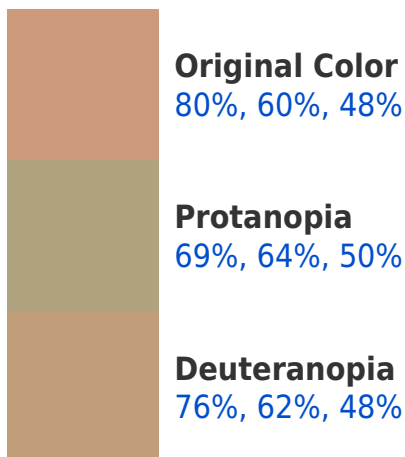 Original Color
80%, 60%, 48%
Protanopia
69%, 64%, 50%
Deuteranopia
76%, 62%, 48%